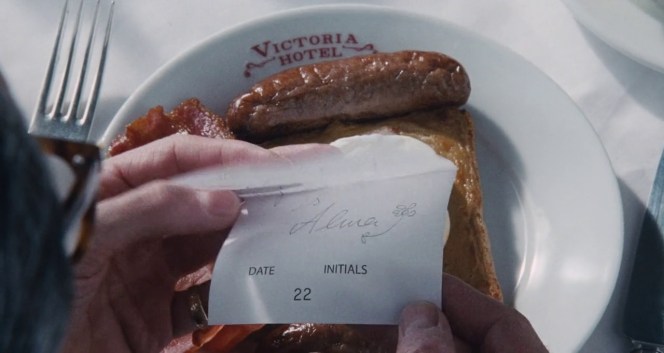 VICTORIA
HOTEL
Alma
DATE INITIALS
22